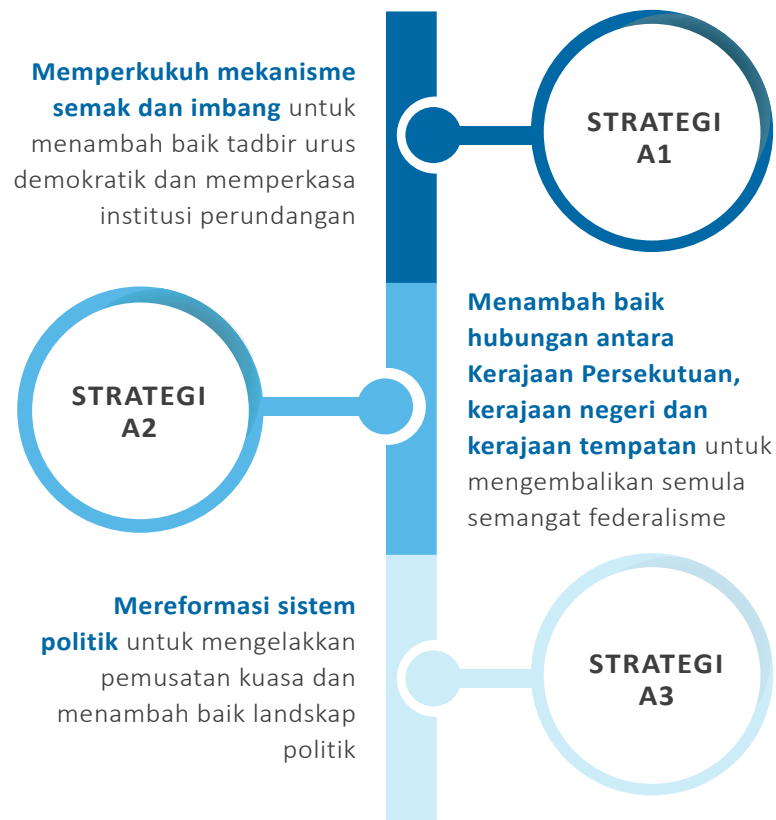 Memperkukuh mekanisme
semak dan imbang untuk
menambah baik tadbir urus
demokratik dan memperkasa
institusi perundangan
STRATEGI
A1
STRATEGI
A2
Menambah baik
hubungan antara
Kerajaan Persekutuan,
kerajaan negeri dan
kerajaan tempatan untuk
mengembalikan semula
semangat federalisme
Mereformasi sistem
politik untuk mengelakkan
pemusatan kuasa dan
menambah baik landskap
politik
STRATEGI
A3